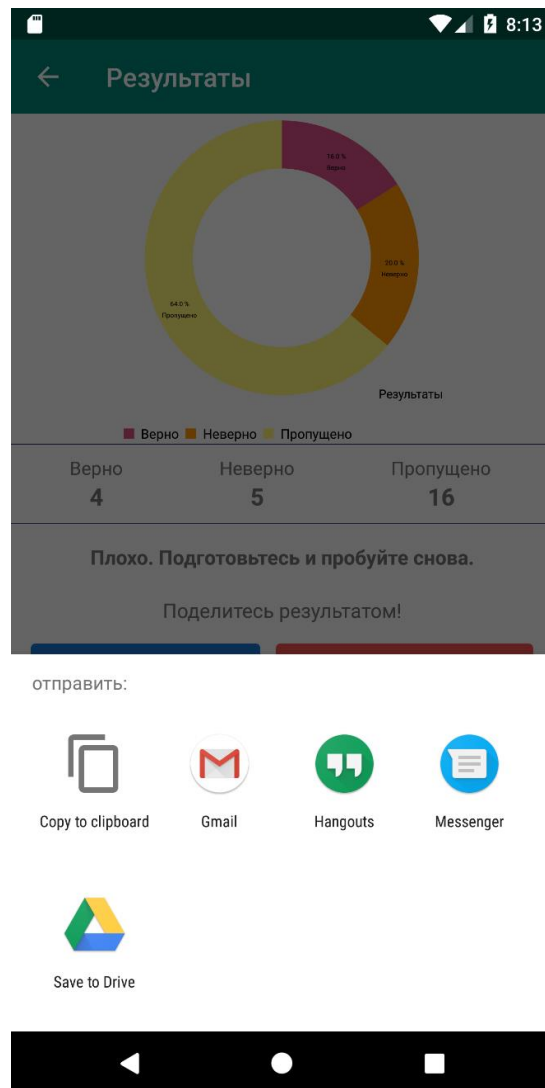 8:13
Результаты
16.0 %
Верно
20.0 %
Неверно
64.0 %
Пропущено
Результаты
Верно Неверно Пропущено
Верно Неверно Пропущено
4 5 16
Плохо. Подготовьтесь и пробуйте снова.
Поделитесь результатом!
отправить:
Copy to clipboard Gmail Hangouts Messenger
Save to Drive